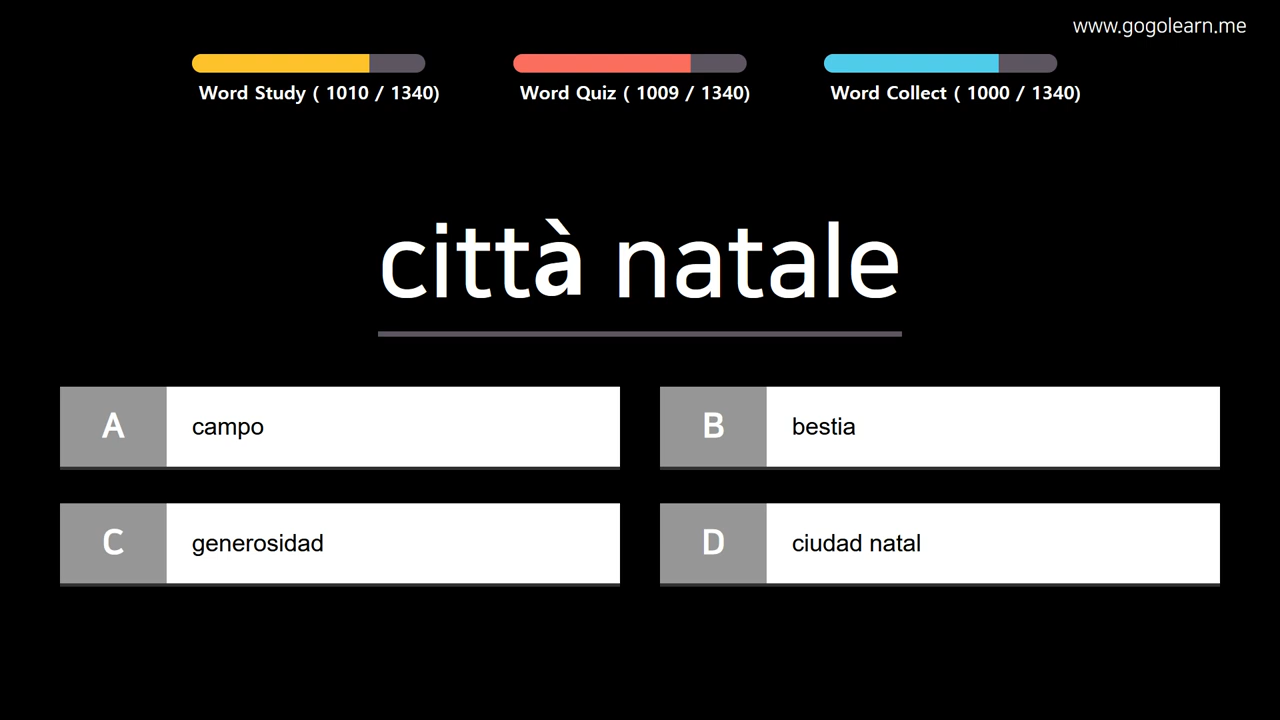 www.gogolearn.me
Word Study ( 1010 / 1340)
Word Quiz ( 1009 / 1340)
Word Collect ( 1000 / 1340)
città natale
A campo
B bestia
C generosidad
D ciudad natal